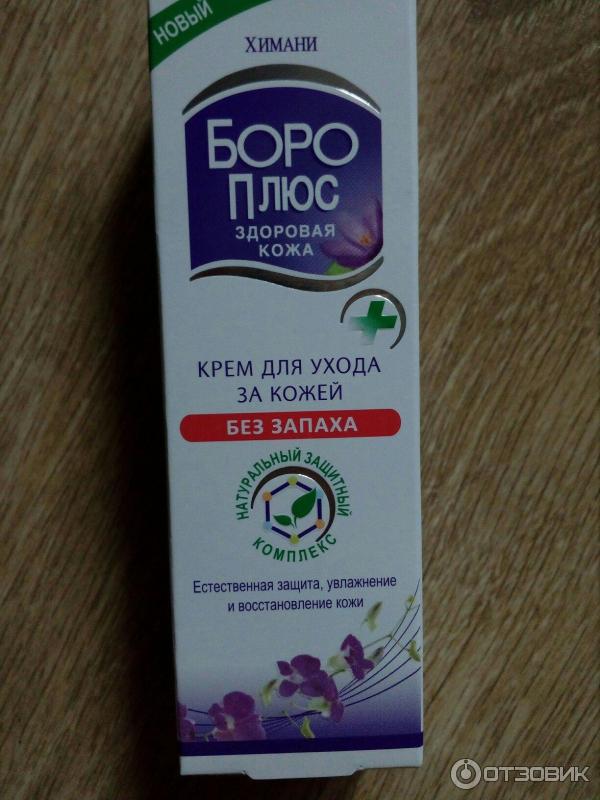 НОВЫЙ
ХИМАНИ
БОРО
ПЛЮС
ЗДОРОВАЯ
КОЖА
КРЕМ ДЛЯ УХОДА
ЗА КОЖЕЙ
БЕЗ ЗАПАХА
НАТУРАЛЬНЫЙ ЗАЩИТНЫЙ
КОМПЛЕКС
Естественная защита, увлажнение
и восстановление кожи
ОТЗОВИК